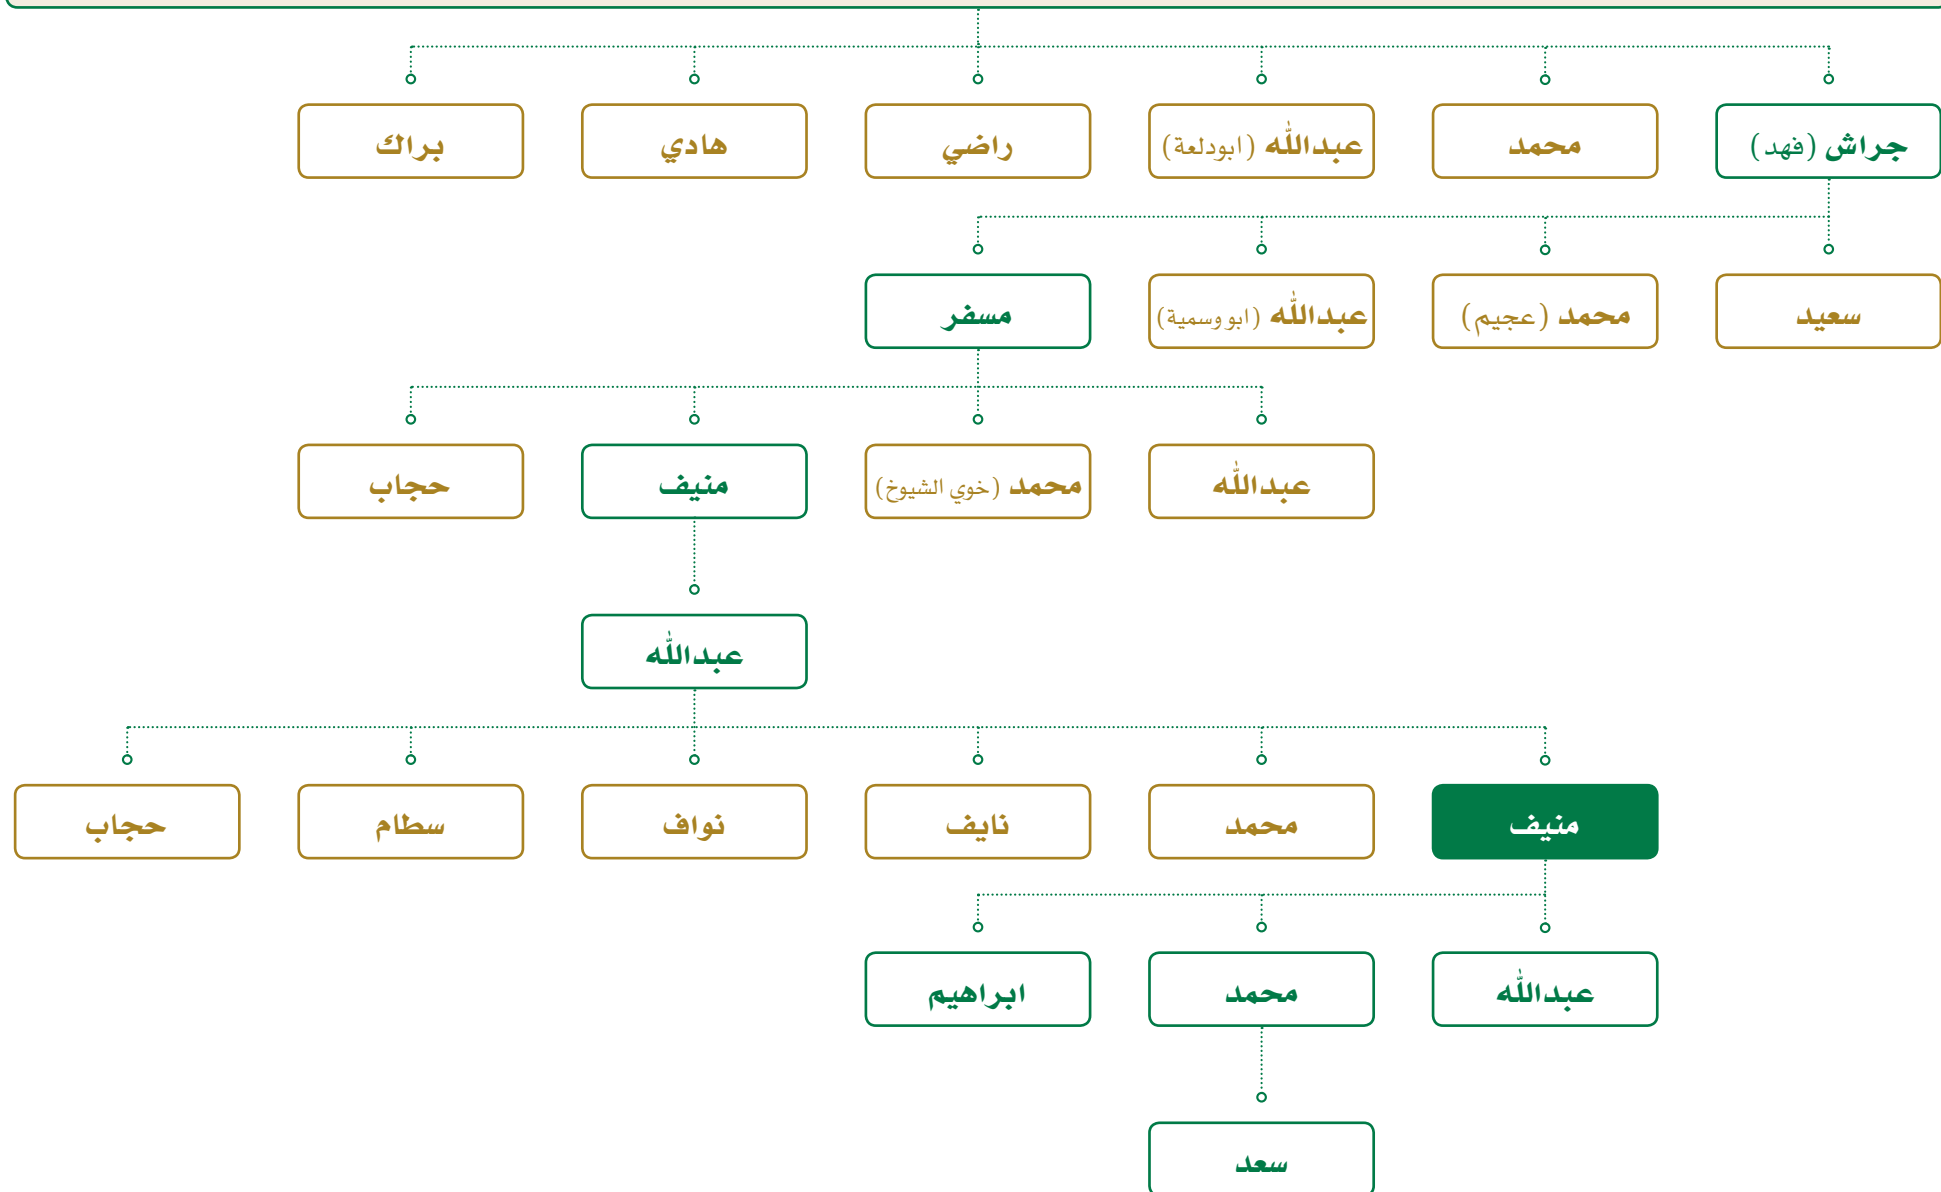 جراش (فهد)
محمد
عبدالله (ابودلعة)
راضي
هادي
براك
سعيد
محمد (عجيم)
عبدالله (ابو وسمية)
مسفر
عبدالله
محمد (خوي الشيوخ)
منيف
حجاب
عبدالله
منيف
محمد
نايف
نواف
سطام
حجاب
عبدالله
محمد
ابراهيم
سعد